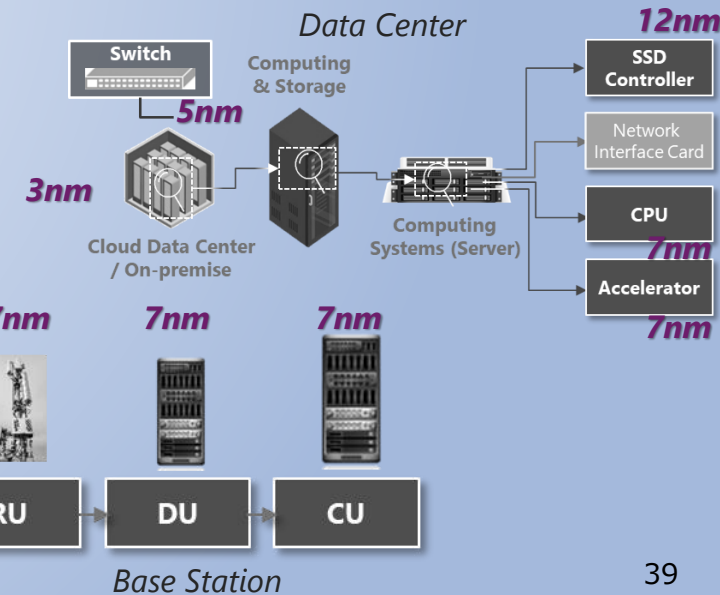 Data Center
12nm
Switch
5nm
3nm
Cloud Data Center
/ On-premise
Computing
& Storage
Computing
Systems (Server)
SSD
Controller
Network
Interface Card
CPU
7nm
Accelerator
7nm
7nm
7nm
7nm
RU
DU
CU
Base Station
39